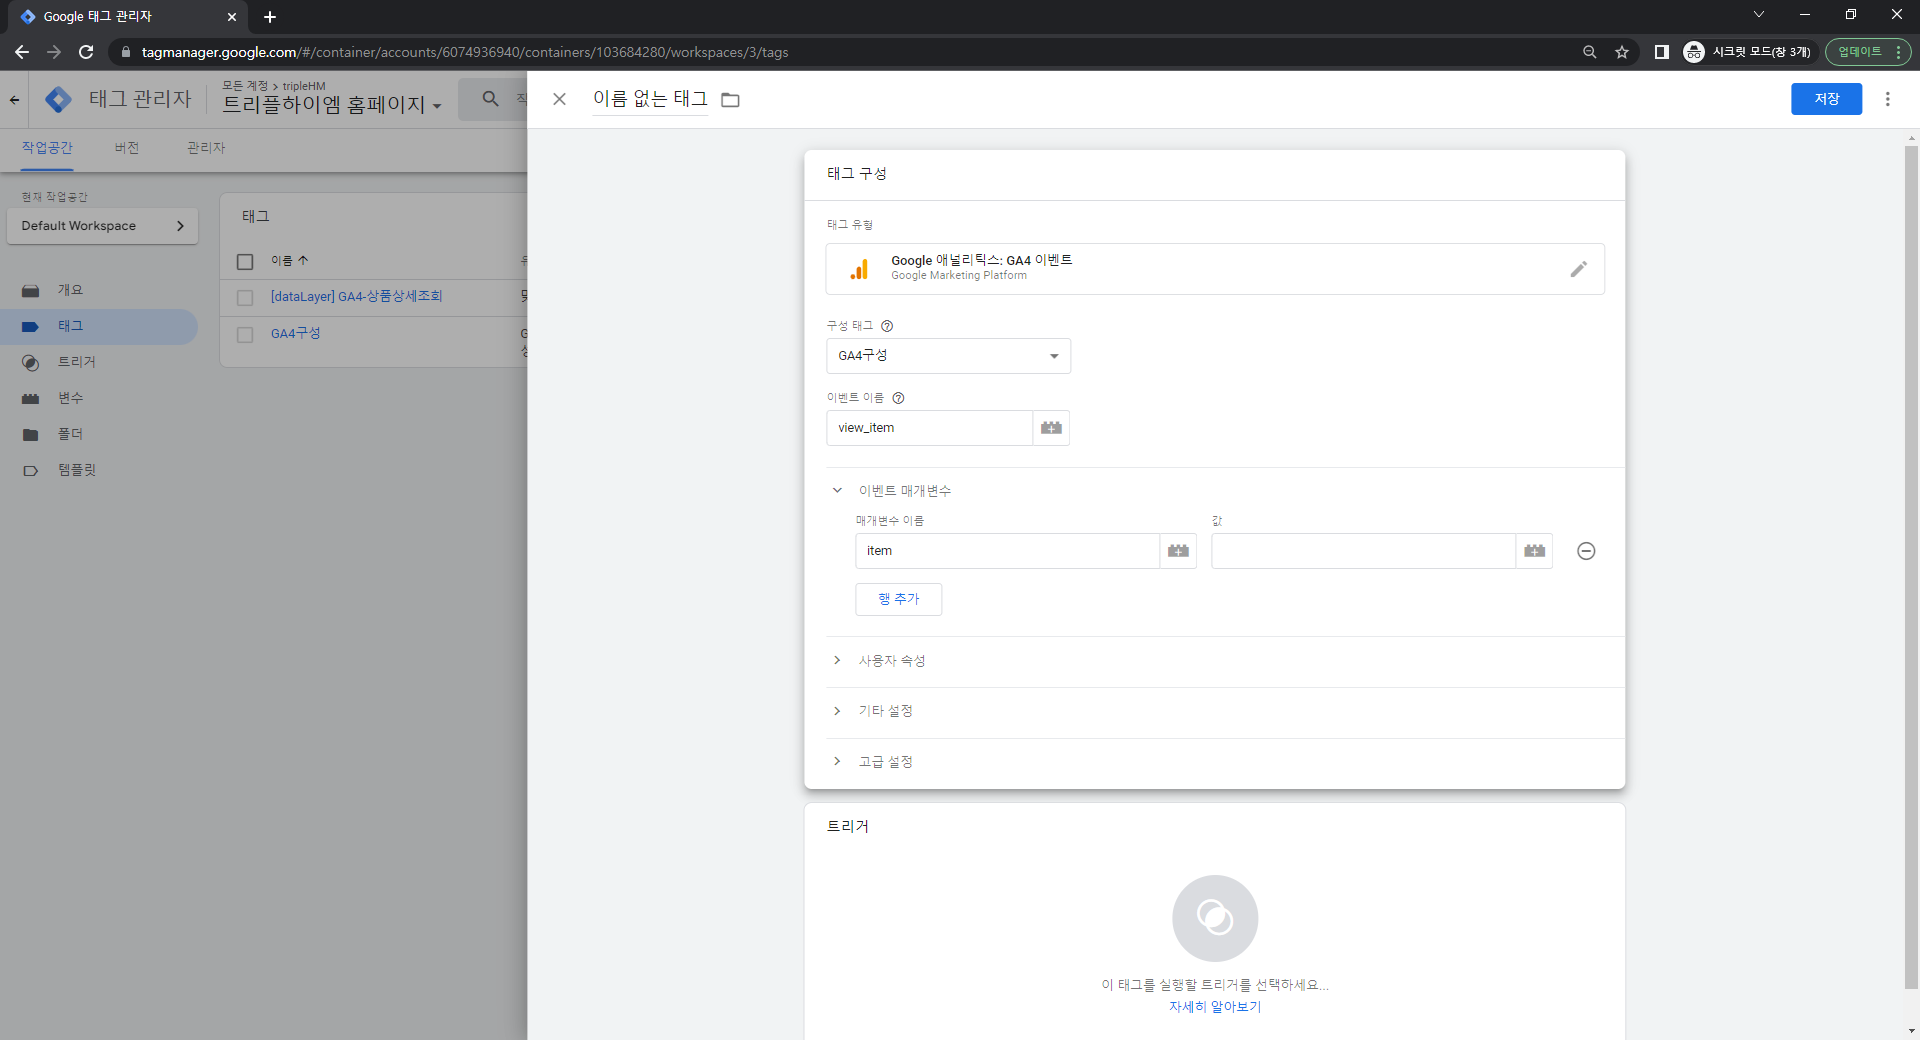 Google 태그 관리자
tagmanager.google.com/#/container/accounts/6074936940/containers/103684280/workspaces/3/tags
시크릿 모드(창 3개)
업데이트
태그 관리자
모든 계정 > tripleHM
트리플하이엠 홈페이지
이름 없는 태그
저장
작업공간
버전
관리자
현재 작업공간
Default Workspace
개요
태그
트리거
변수
폴더
템플릿
태그
이름
[dataLayer] GA4-상품상세조회
GA4구성
태그 구성
태그 유형
Google 애널리틱스: GA4 이벤트
Google Marketing Platform
구성 태그
GA4구성
이벤트 이름
view_item
이벤트 매개변수
매개변수 이름
값
item
행 추가
사용자 속성
기타 설정
고급 설정
트리거
이 태그를 실행할 트리거를 선택하세요...
자세히 알아보기